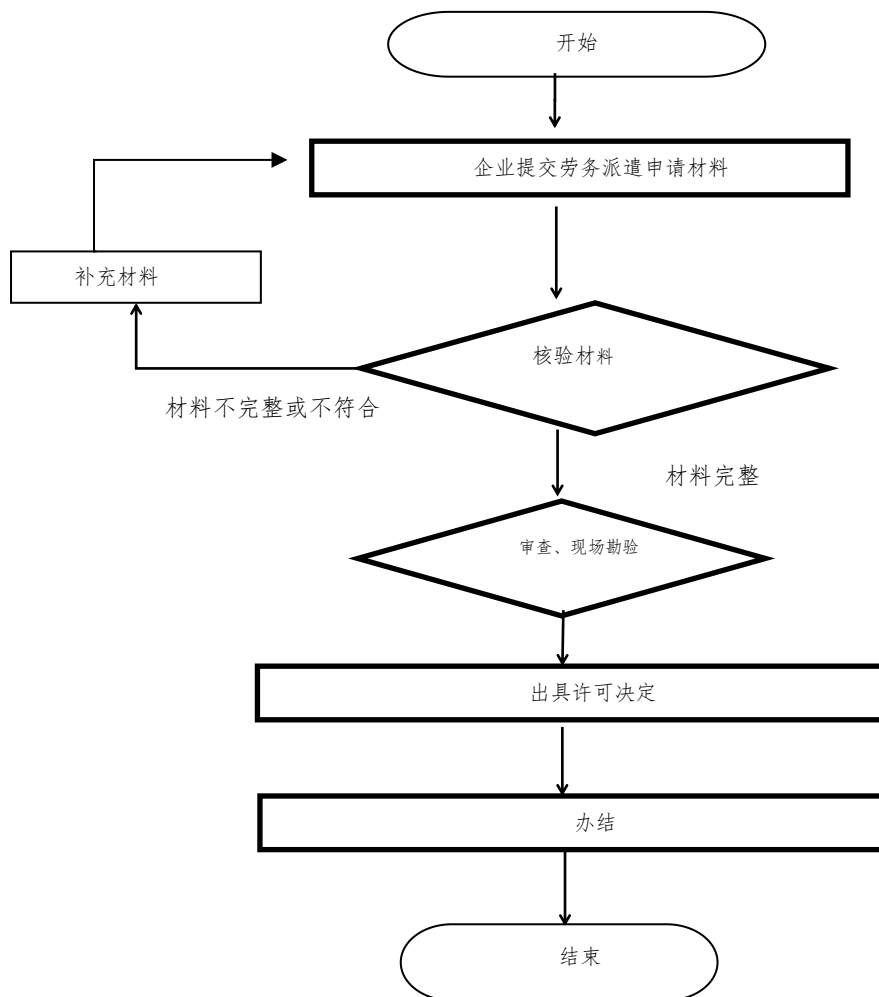 开始
企业提交劳务派遣申请材料
补充材料
核验材料
材料不完整或不符合
材料完整
审查、现场勘验
出具许可决定
办结
结束